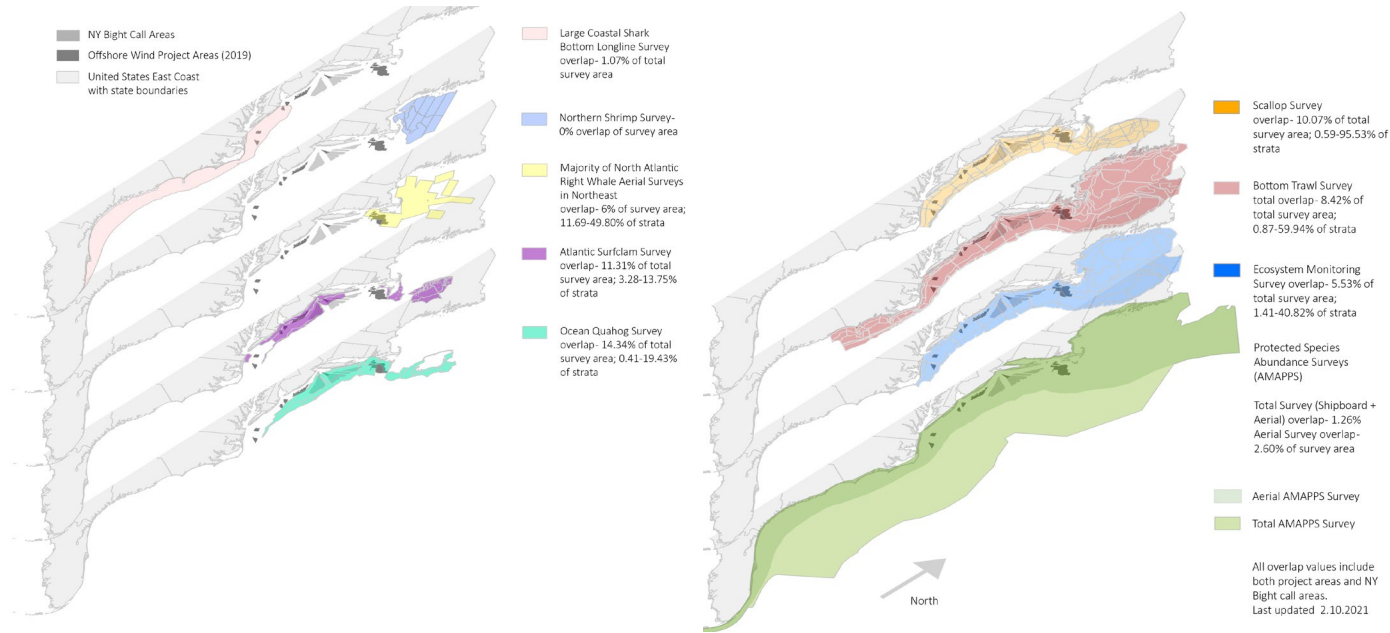 NY Bight Call Areas
Offshore Wind Project Areas (2019)
United States East Coast
with state boundaries
Large Coastal Shark
Bottom Longline Survey
overlap- 1.07% of total
survey area
Northern Shrimp Survey-
0% overlap of survey area
Majority of North Atlantic
Right Whale Aerial Surveys
in Northeast
overlap- 6% of survey area;
11.69-49.80% of strata
Atlantic Surfclam Survey
overlap- 11.31% of total
survey area; 3.28-13.75%
of strata
Ocean Quahog Survey
overlap- 14.34% of total
survey area; 0.41-19.43%
of strata
Scallop Survey
overlap- 10.07% of total
survey area; 0.59-95.53% of
strata
Bottom Trawl Survey
total overlap- 8.42% of
total survey area;
0.87-59.94% of strata
Ecosystem Monitoring
Survey overlap- 5.53% of
total survey area;
1.41-40.82% of strata
Protected Species
Abundance Surveys
(AMAPPS)
Total Survey (Shipboard +
Aerial) overlap- 1.26%
Aerial Survey overlap-
2.60% of survey area
Aerial AMAPPS Survey
Total AMAPPS Survey
North
All overlap values include
both project areas and NY
Bight call areas.
Last updated 2.10.2021